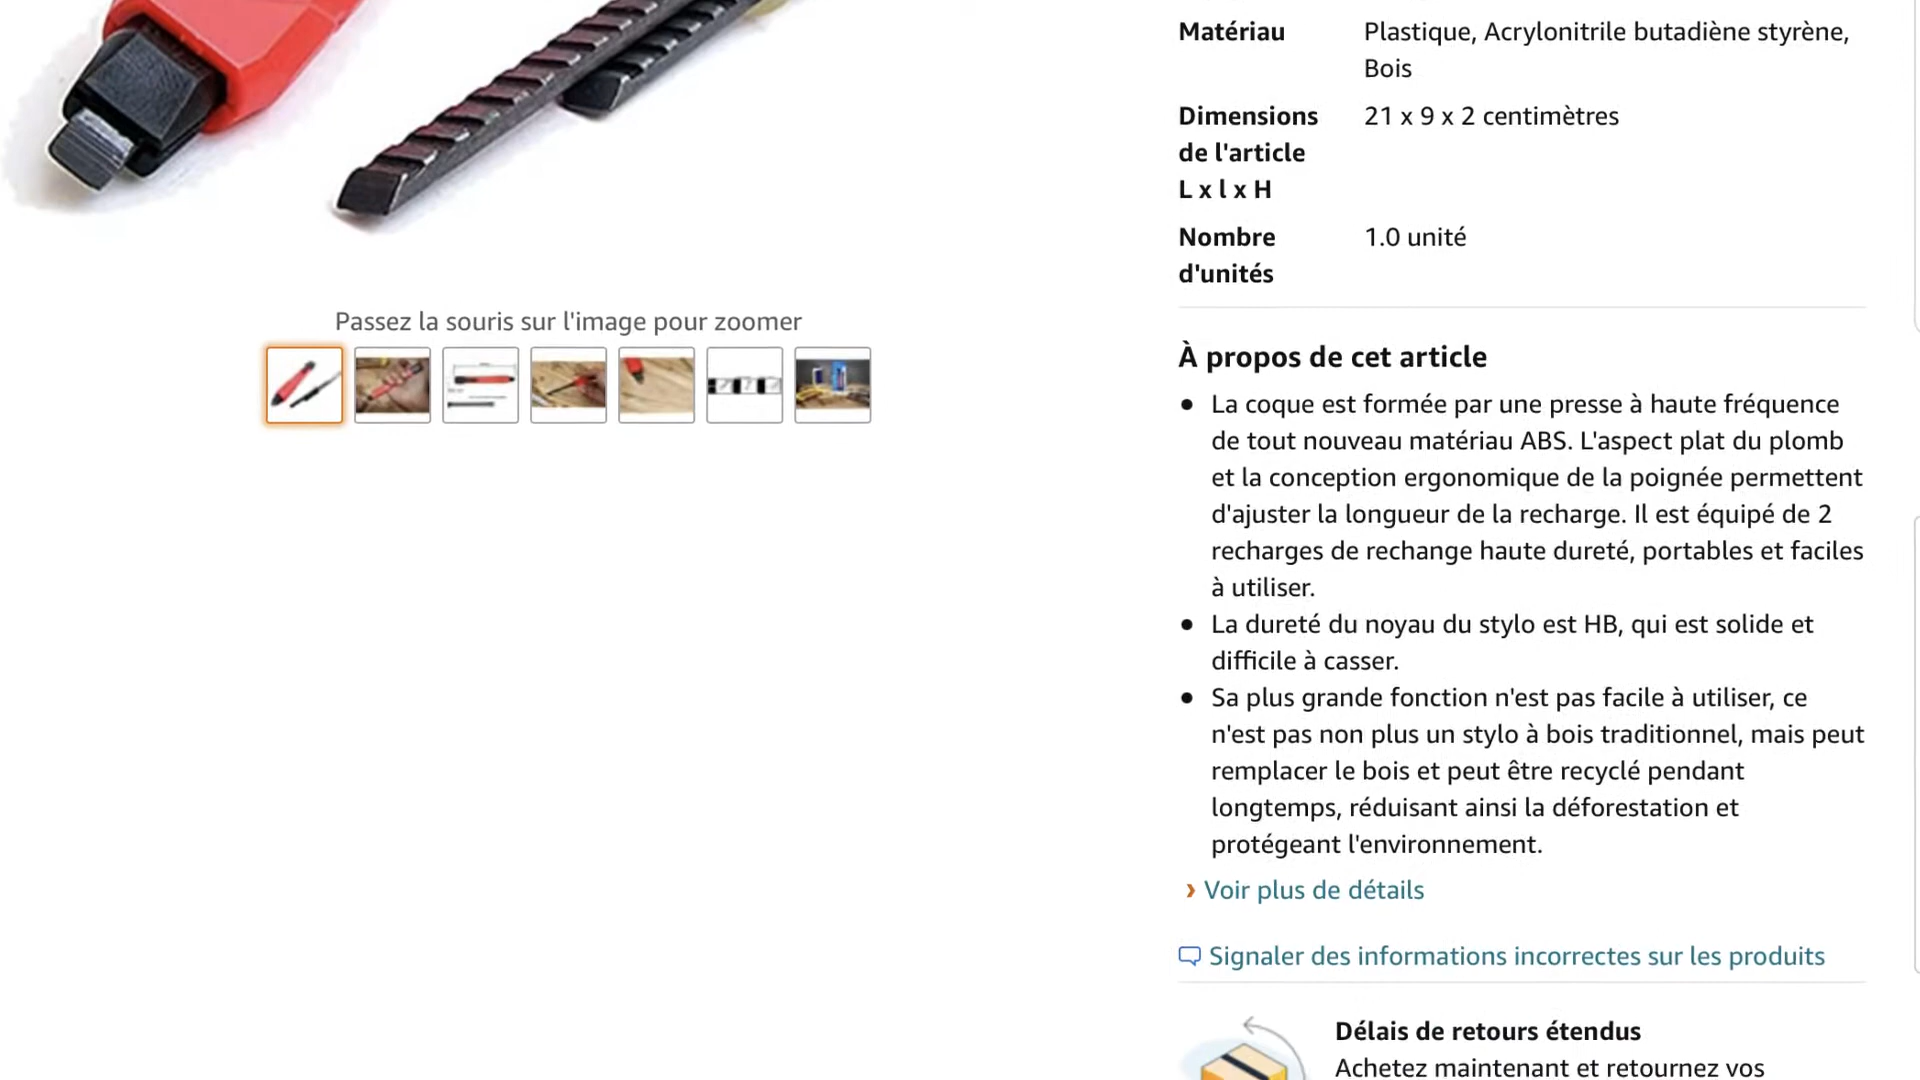 Matériau
Plastique, Acrylonitrile butadiène styrène,
Bois
Dimensions
de l'article
L x l x H
21 x 9 x 2 centimètres
Nombre
d'unités
1.0 unité
Passez la souris sur l'image pour zoomer
À propos de cet article
La coque est formée par une presse à haute fréquence
de tout nouveau matériau ABS. L'aspect plat du plomb
et la conception ergonomique de la poignée permettent
d'ajuster la longueur de la recharge. Il est équipé de 2
recharges de rechange haute dureté, portables et faciles
à utiliser.
La dureté du noyau du stylo est HB, qui est solide et
difficile à casser.
Sa plus grande fonction n'est pas facile à utiliser, ce
n'est pas non plus un stylo à bois traditionnel, mais peut
remplacer le bois et peut être recyclé pendant
longtemps, réduisant ainsi la déforestation et
protégeant l'environnement.
› Voir plus de détails
Signaler des informations incorrectes sur les produits
Délais de retours étendus
Achetez maintenant et retournez vos